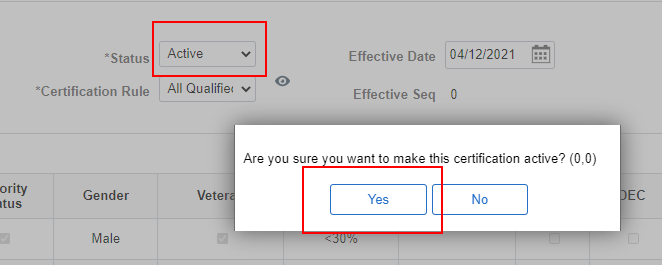 *Status Active Effective Date 04/12/2021
*Certification Rule All Qualified Effective Seq 0
Are you sure you want to make this certification active? (0,0)
Yes No
ority
atus Gender Vetera DEC
Male <30%